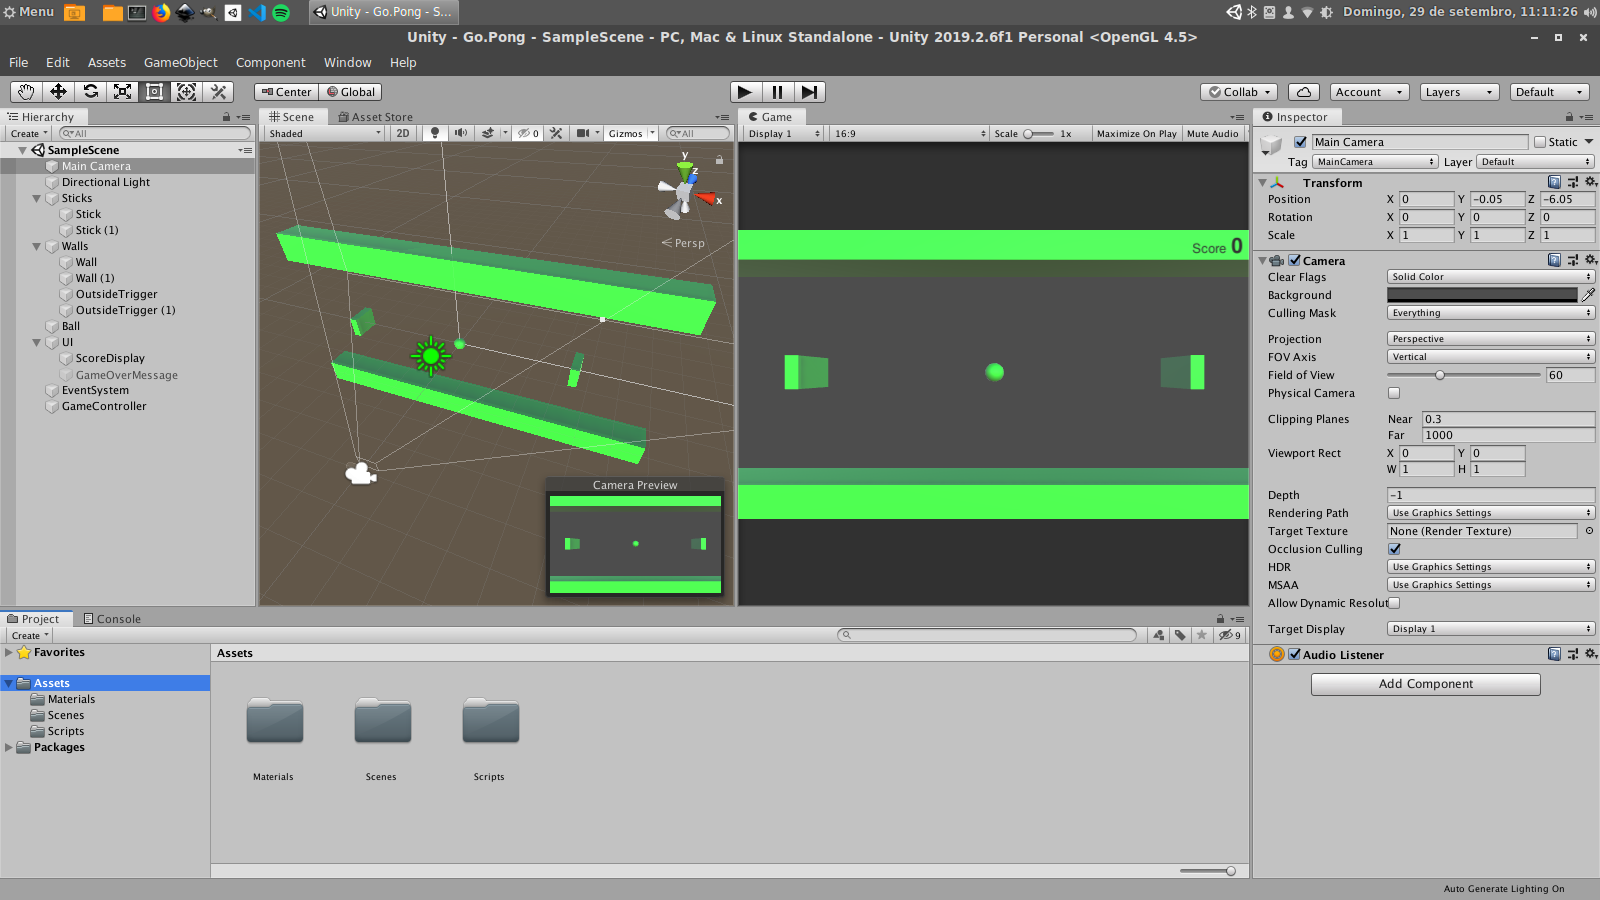 Menu
Unity - Go.Pong - S...
Domingo, 29 de setembro, 11:11:26
Unity - Go.Pong - SampleScene - PC, Mac & Linux Standalone - Unity 2019.2.6f1 Personal <OpenGL 4.5>
File Edit Assets GameObject Component Window Help
Center Global
Collab Account Layers Default
Hierarchy
Create All
SampleScene
Main Camera
Directional Light
Sticks
Stick
Stick (1)
Walls
Wall
Wall (1)
OutsideTrigger
OutsideTrigger (1)
Ball
UI
ScoreDisplay
GameOverMessage
EventSystem
GameController
Scene Asset Store
Shaded 2D 0 Gizmos All
y
z
x
Persp
Camera Preview
Game
Display 1 16:9 Scale 1x Maximize On Play Mute Audio
Score 0
Inspector
Main Camera Static
Tag MainCamera Layer Default
Transform
Position X 0 Y -0.05 Z -6.05
Rotation X 0 Y 0 Z 0
Scale X 1 Y 1 Z 1
Camera
Clear Flags Solid Color
Background
Culling Mask Everything
Projection Perspective
FOV Axis Vertical
Field of View 60
Physical Camera
Clipping Planes Near 0.3
Far 1000
Viewport Rect X 0 Y 0
W 1 H 1
Depth -1
Rendering Path Use Graphics Settings
Target Texture None (Render Texture)
Occlusion Culling
HDR Use Graphics Settings
MSAA Use Graphics Settings
Allow Dynamic Resolut
Target Display Display 1
Audio Listener
Add Component
Project Console
Create 9
Favorites
Assets
Materials
Scenes
Scripts
Packages
Assets
Materials Scenes Scripts
Auto Generate Lighting On